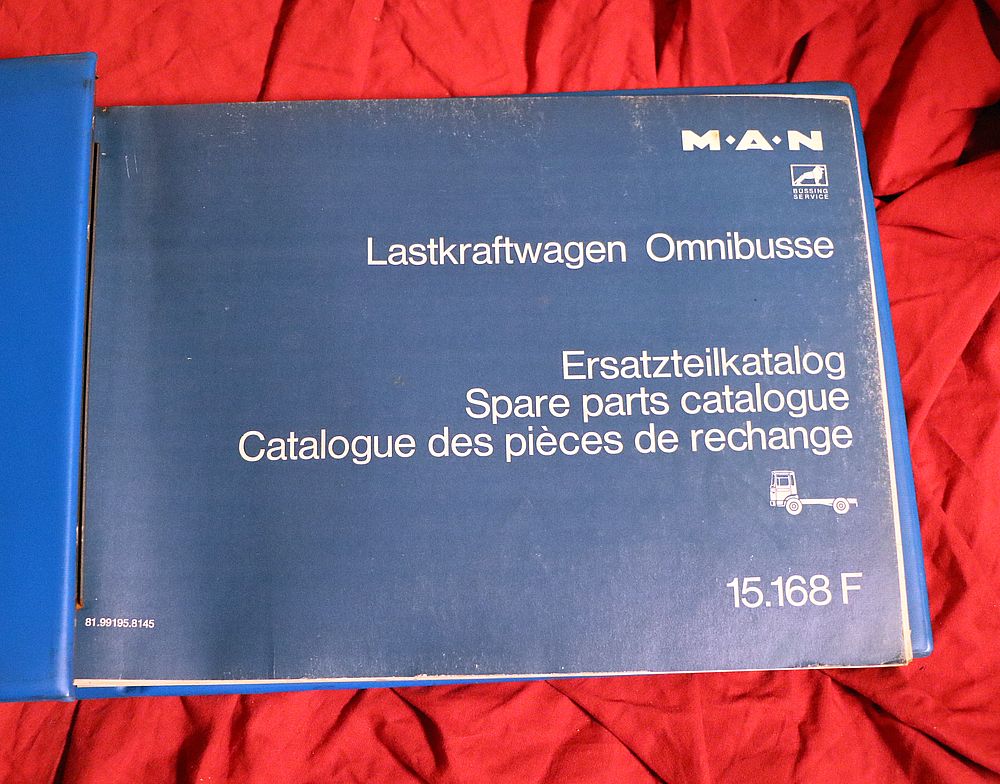 M·A·N
BÜSSING
SERVICE
Lastkraftwagen Omnibusse
Ersatzteilkatalog
Spare parts catalogue
Catalogue des pièces de rechange
15.168 F
81.99195.8145